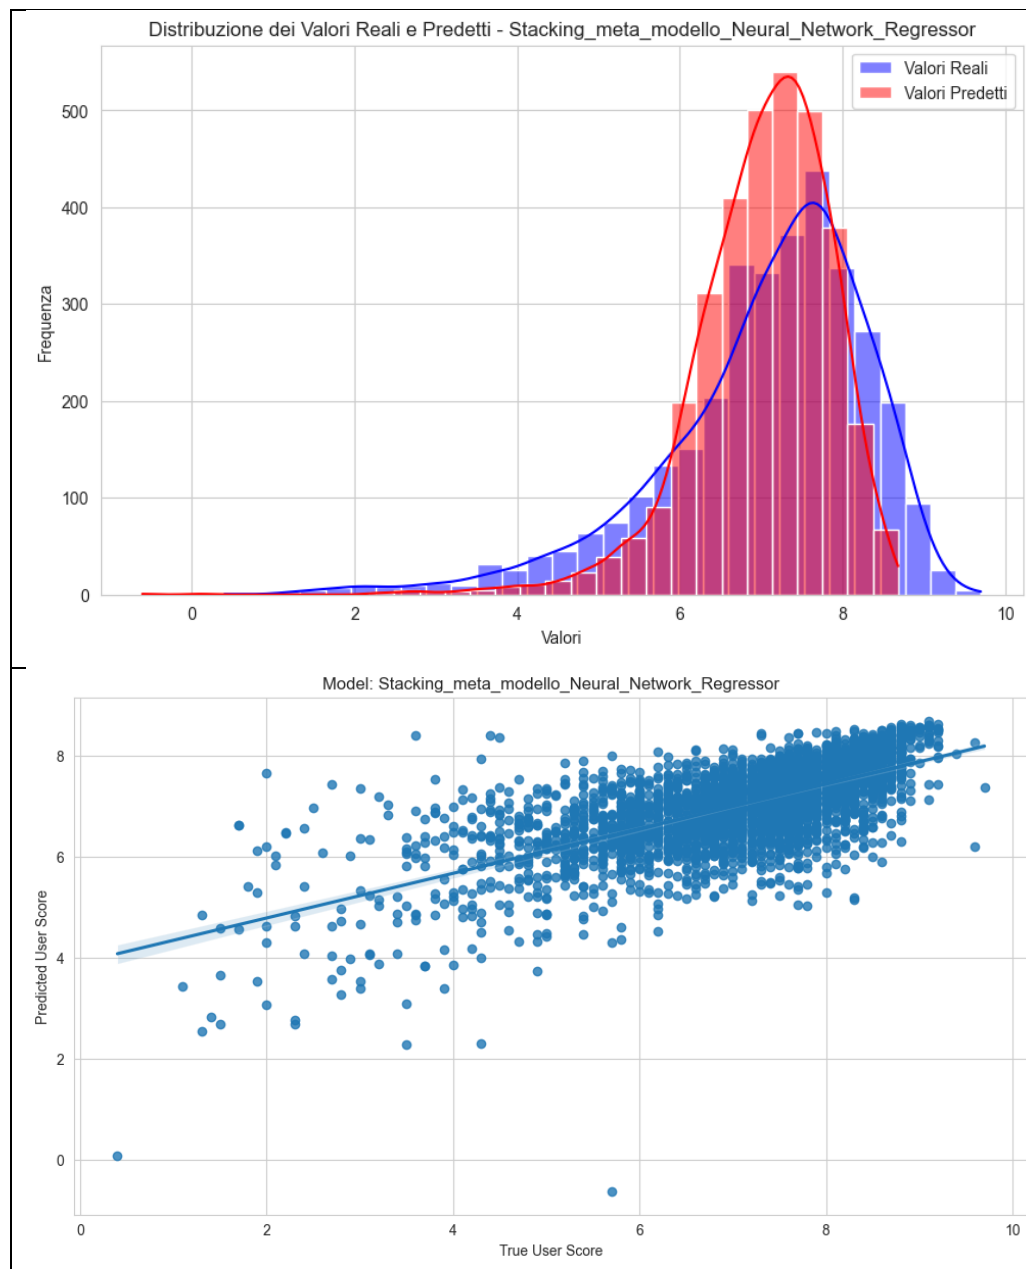 Distribuzione dei Valori Reali e Predetti - Stacking_meta_modello_Neural_Network_Regressor
Valori Reali
Valori Predetti
Frequenza
500
400
300
200
100
0
0 2 4 6 8 10
Valori
Model: Stacking_meta_modello_Neural_Network_Regressor
Predicted User Score
8
6
4
2
0
0 2 4 6 8 10
True User Score